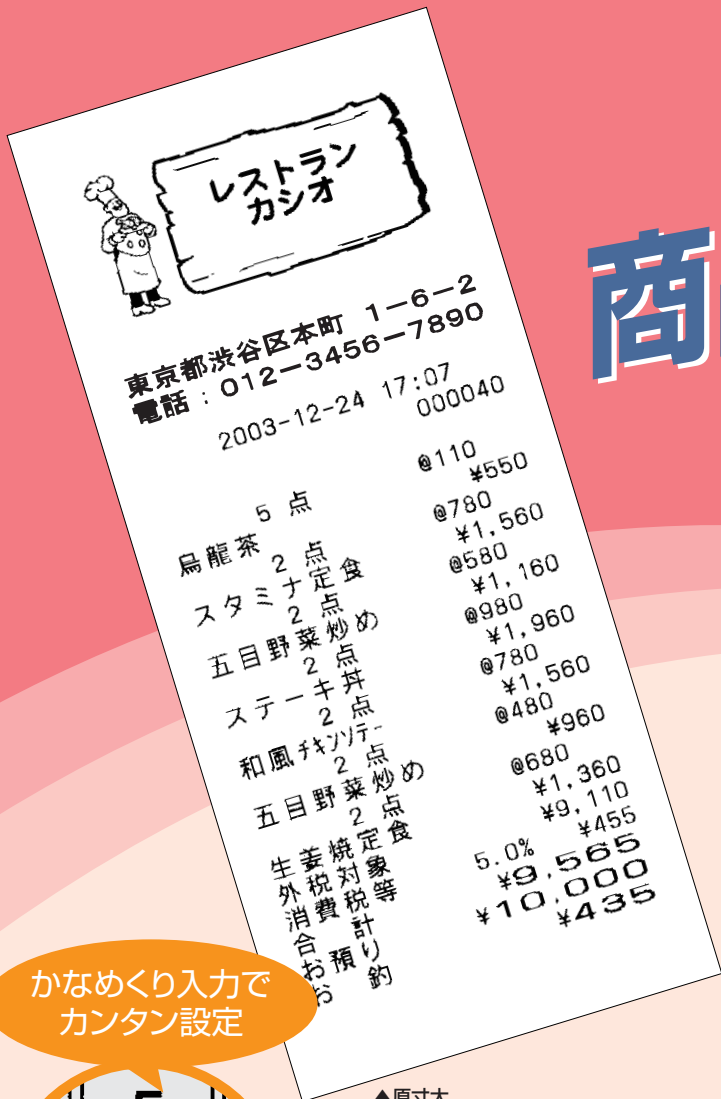 レストラン
カシオ
東京都渋谷区本町 1-6-2
電話:012-3456-7890
2003-12-24 17:07
000040
5 点 @110
烏龍茶 ¥550
2 点 @780
スタミナ定食 ¥1,560
2 点 @580
五目野菜炒め ¥1,160
2 点 @980
ステーキ丼 ¥1,960
2 点 @780
和風チキンソテー ¥1,560
2 点 @480
五目野菜炒め ¥960
2 点 @680
生姜焼定食 ¥1,360
外税対象 ¥9,110
消費税等 5.0% ¥455
合計 ¥9,565
お預り ¥10,000
お釣 ¥435
商
かなめくり入力で
カンタン設定
▲原寸大